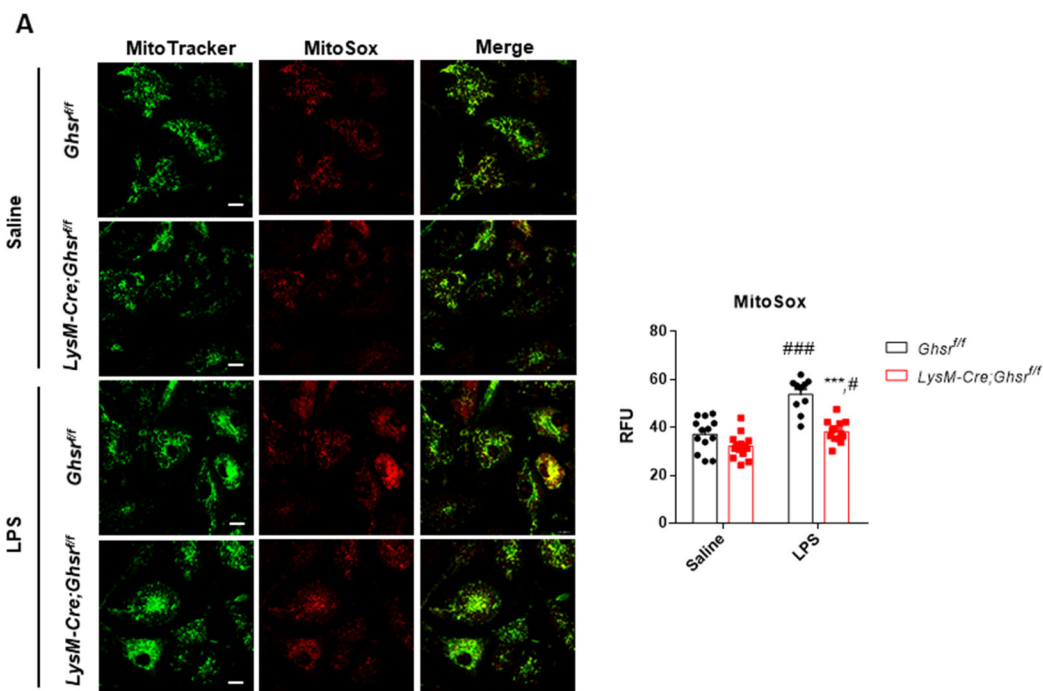 A
MitoTracker MitoSox Merge
Saline
Ghsr^f/f
LysM-Cre;Ghsr^f/f
LPS
Ghsr^f/f
LysM-Cre;Ghsr^f/f
MitoSox
RFU
80
60
40
20
0
###
***,#
Saline
LPS
Ghsr^f/f
LysM-Cre;Ghsr^f/f